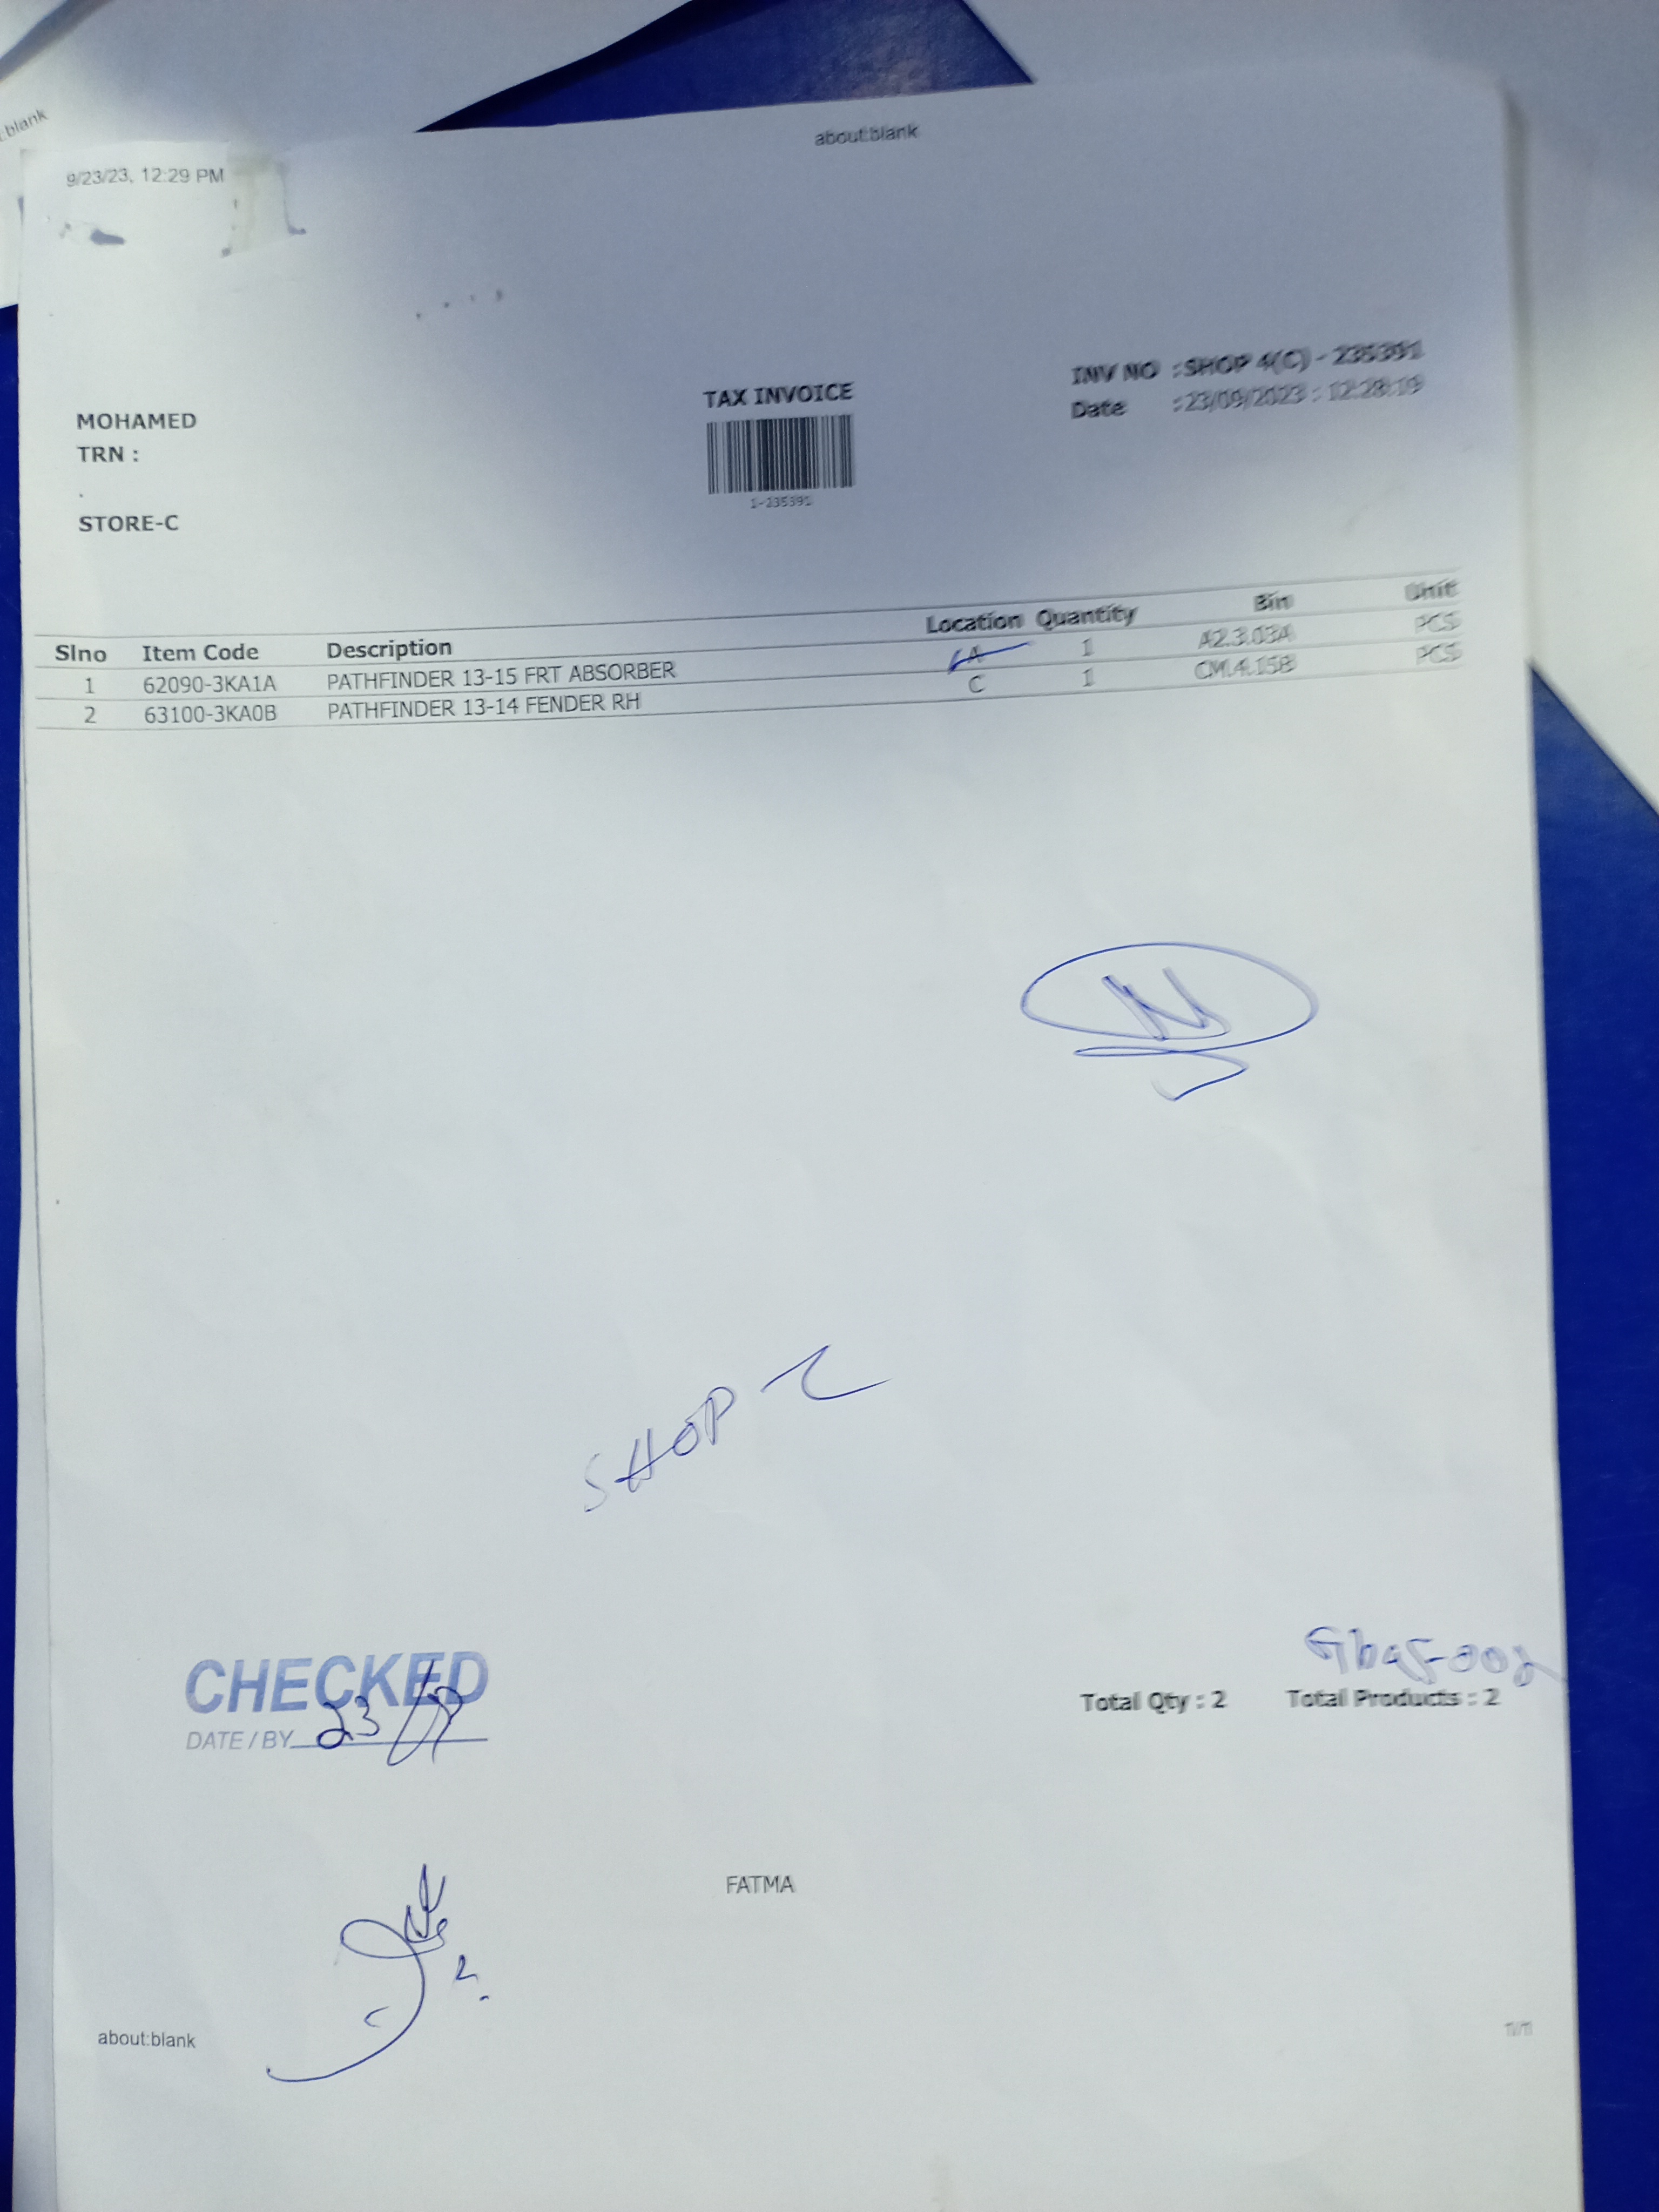 :blank
about:blank
9/23/23, 12:29 PM
INV NO : SHOP 4(C) - 235391
Date : 23/09/2023 : 12:28:19
TAX INVOICE
1-235391
MOHAMED
TRN :
.
STORE-C
Slno Item Code Description Location Quantity Bin Unit
1 62090-3KA1A PATHFINDER 13-15 FRT ABSORBER A 1 A2.3.03A PCS
2 63100-3KA0B PATHFINDER 13-14 FENDER RH C 1 CM.4.15B PCS
SHOP 2
CHECKED
DATE / BY 23/9
Total Qty : 2 Total Products : 2
FATMA
about:blank
1/1